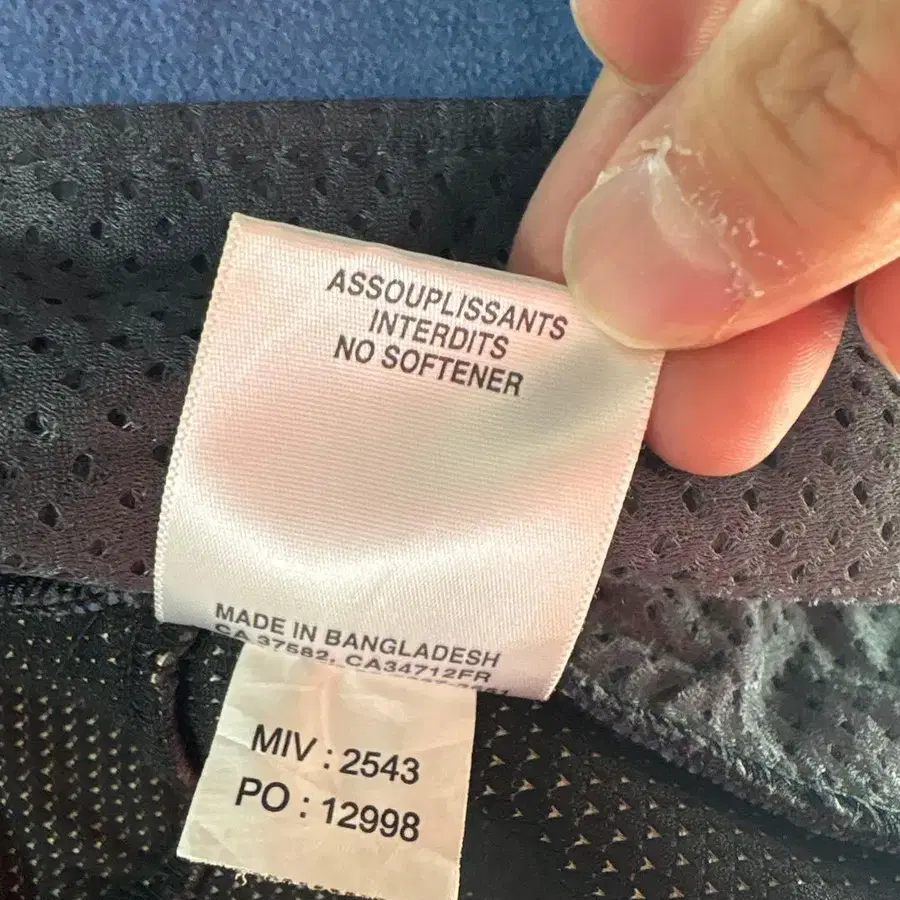 ASSOUPLISSANTS
INTERDITS
NO SOFTENER
MADE IN BANGLADESH
CA 37582, CA34712FR
MIV : 2543
PO : 12998